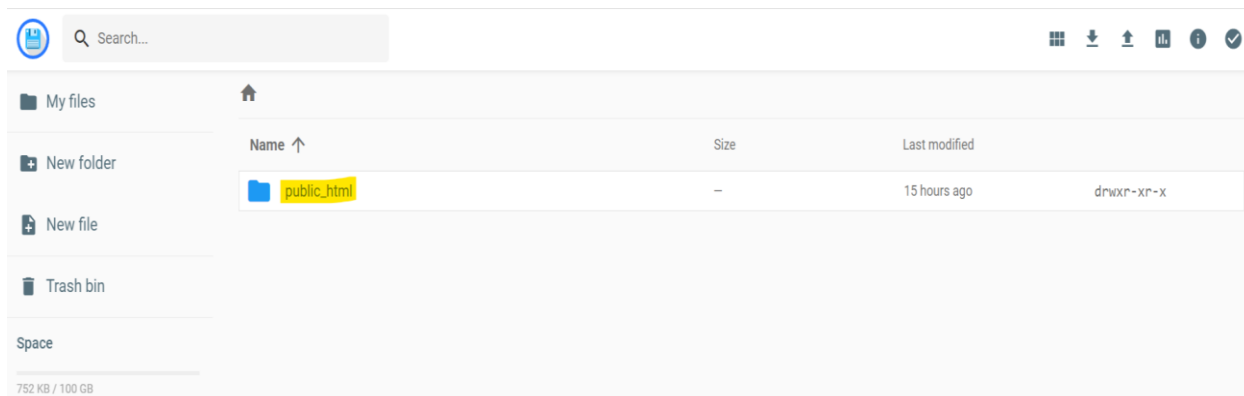 Search...
My files
New folder
New file
Trash bin
Space
752 KB / 100 GB
Name Size Last modified
public_html – 15 hours ago drwxr-xr-x